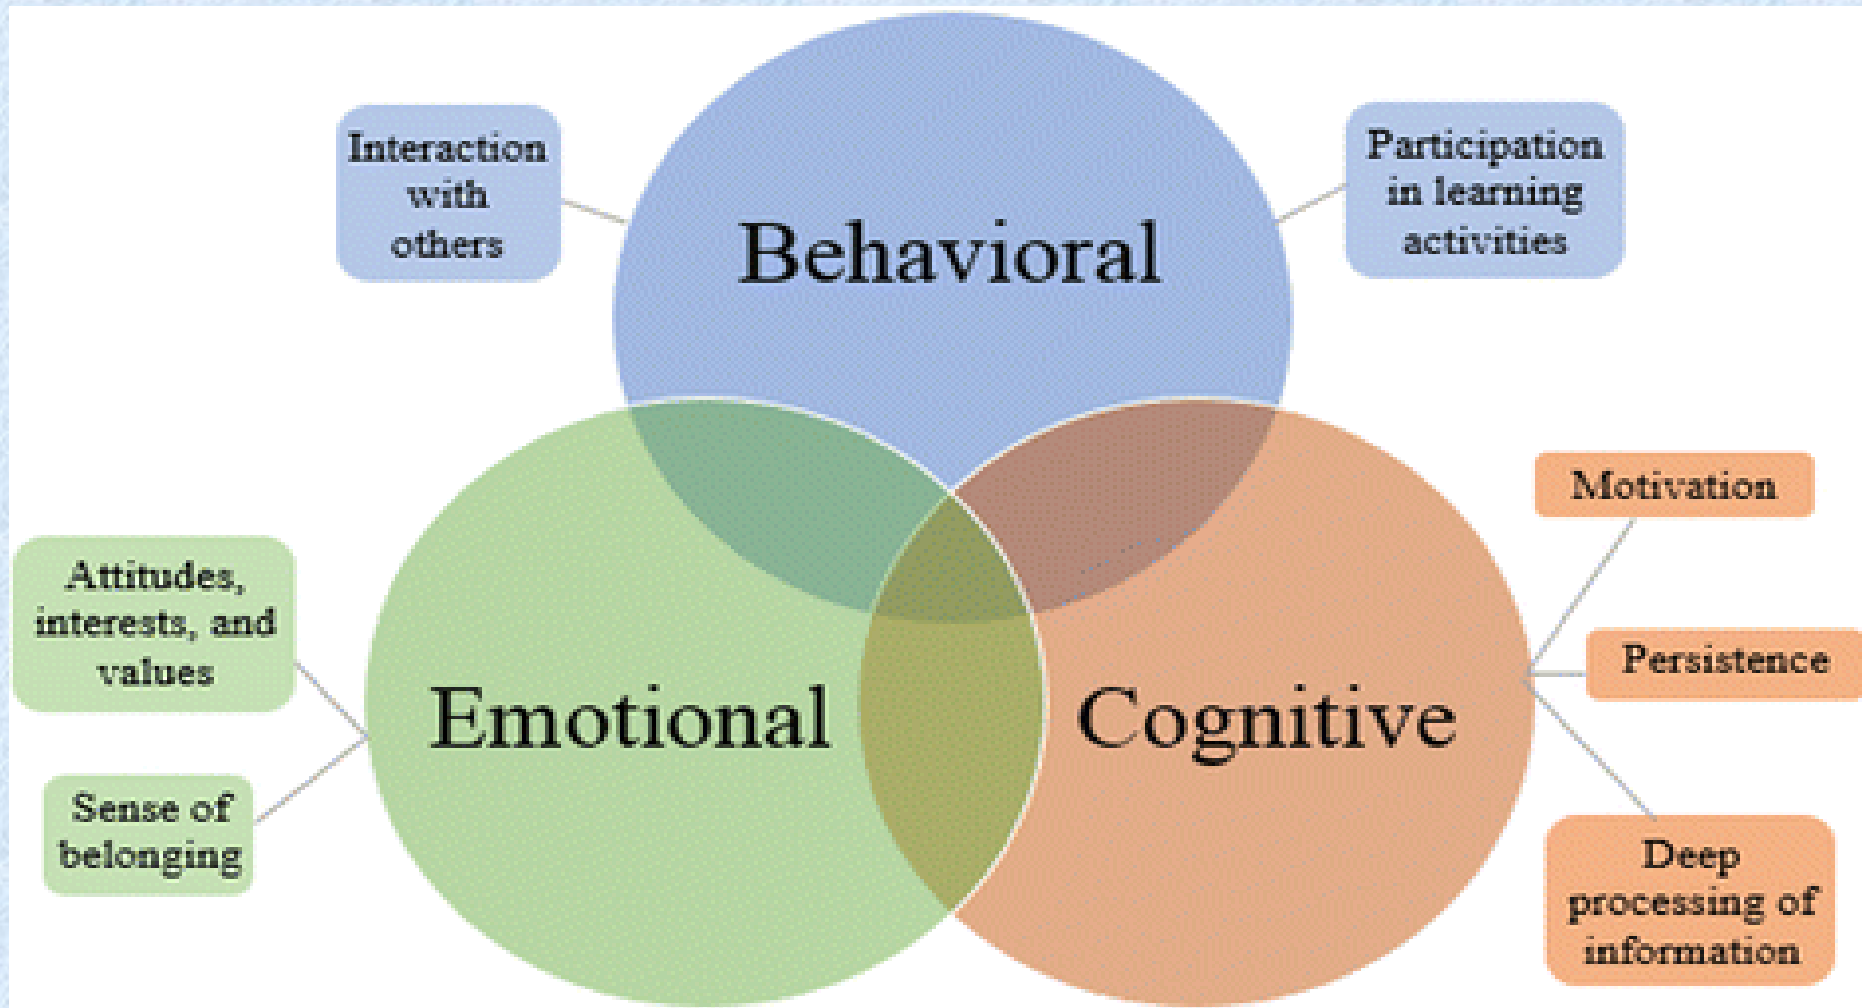 Interaction
with
others
Behavioral
Participation
in learning
activities
Attitudes,
interests, and
values
Sense of
belonging
Emotional
Cognitive
Motivation
Persistence
Deep
processing of
information